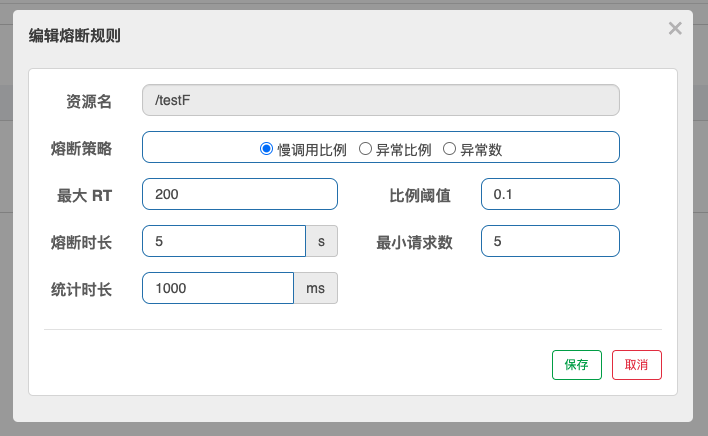 编辑熔断规则 ×
资源名 /testF
熔断策略 慢调用比例 异常比例 异常数
最大 RT 200 比例阈值 0.1
熔断时长 5 s 最小请求数 5
统计时长 1000 ms
保存 取消